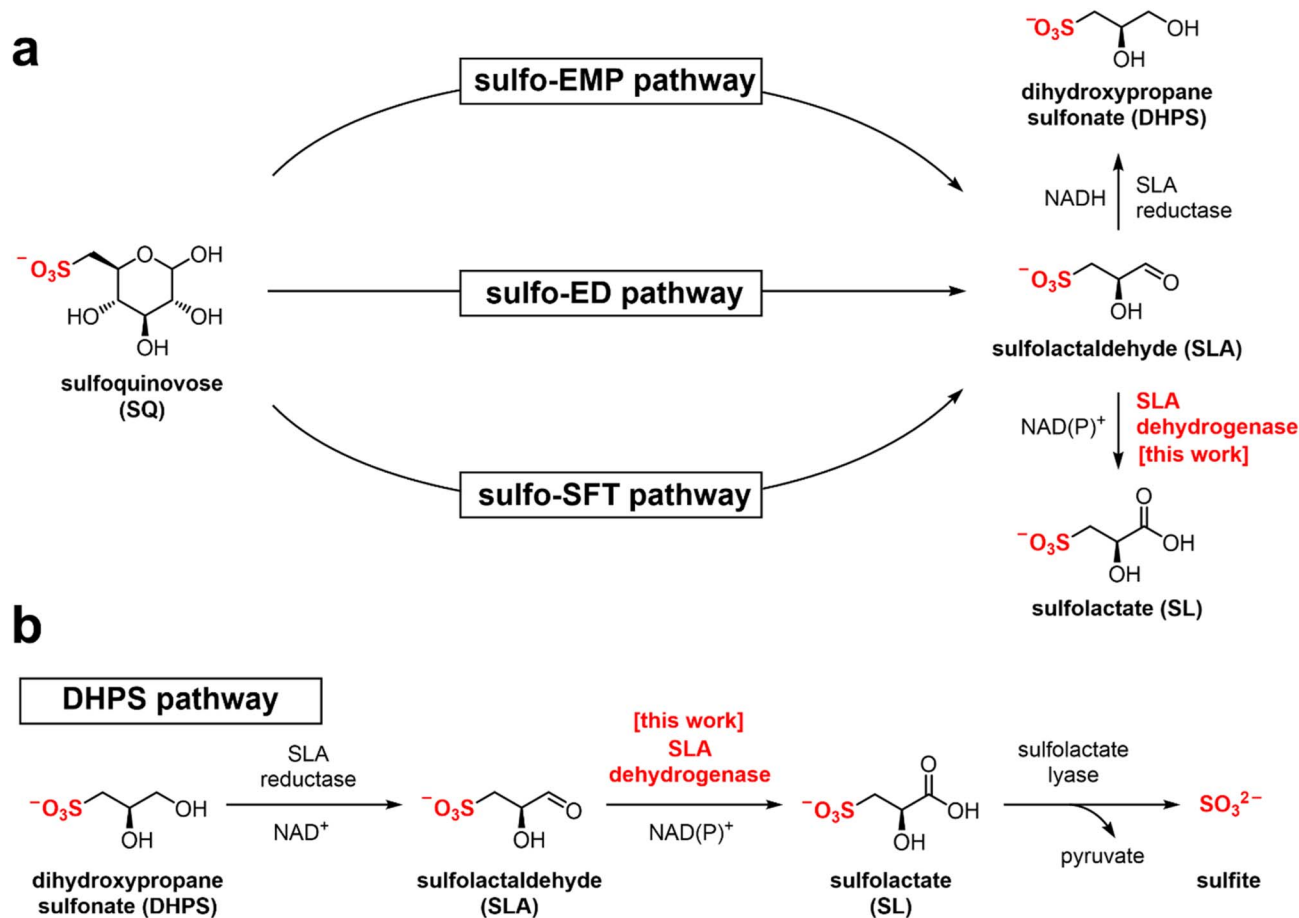 a
sulfo-EMP pathway
⁻O₃S
OH
OH
dihydroxypropane
sulfonate (DHPS)
NADH
SLA
reductase
⁻O₃S
O
OH
HO
OH
OH
sulfoquinovose
(SQ)
sulfo-ED pathway
⁻O₃S
O
OH
sulfolactaldehyde (SLA)
NAD(P)⁺
SLA
dehydrogenase
[this work]
sulfo-SFT pathway
⁻O₃S
O
OH
OH
sulfolactate (SL)
b
DHPS pathway
⁻O₃S
OH
OH
dihydroxypropane
sulfonate (DHPS)
SLA
reductase
NAD⁺
⁻O₃S
O
OH
sulfolactaldehyde
(SLA)
[this work]
SLA
dehydrogenase
NAD(P)⁺
⁻O₃S
O
OH
OH
sulfolactate
(SL)
sulfolactate
lyase
pyruvate
SO₃²⁻
sulfite